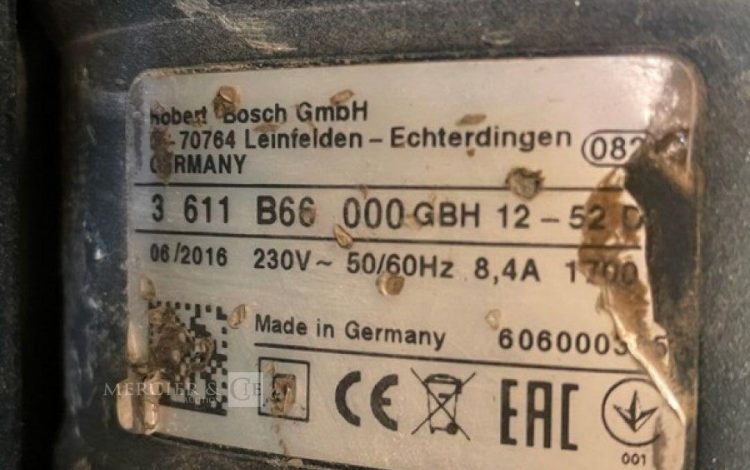 Robert Bosch GmbH
70764 Leinfelden - Echterdingen
GERMANY
3 611 B66 000 GBH 12-52 D
06/2016 230V~ 50/60Hz 8,4A 1700
Made in Germany
MERCIER & CIE
CE EAC
001